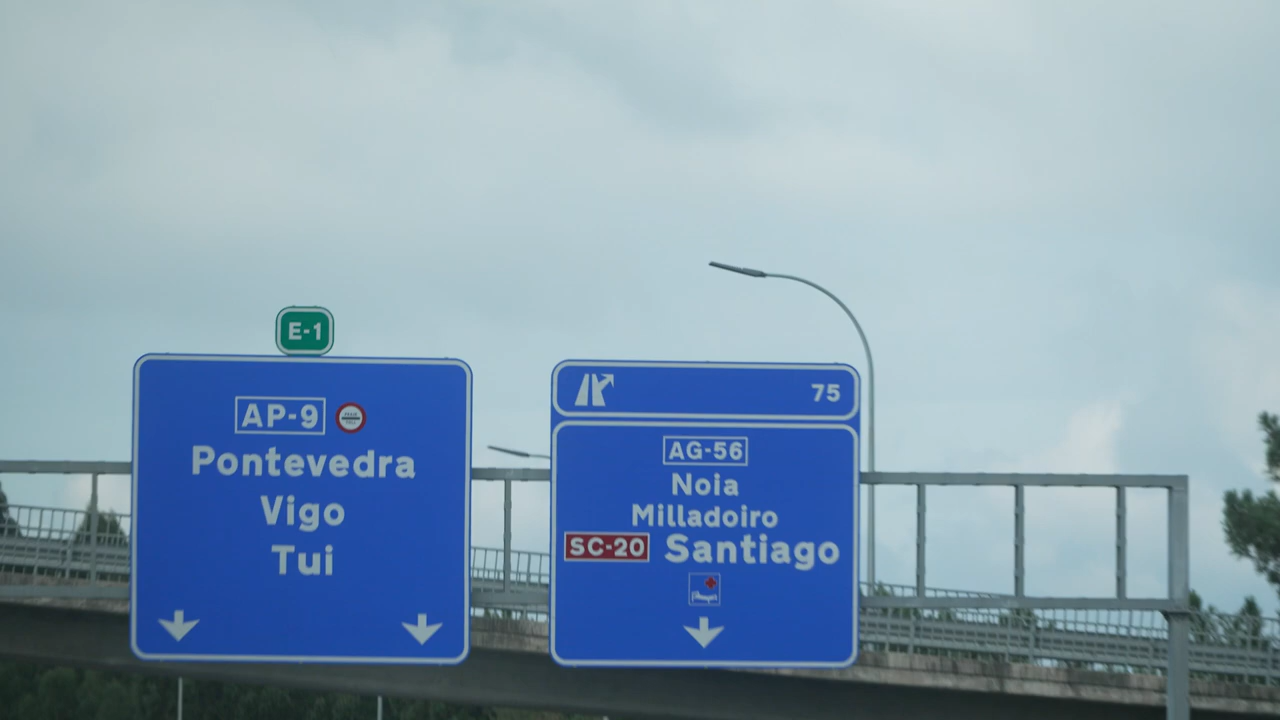 E-1
AP-9
Pontevedra
Vigo
Tui
75
AG-56
Noia
Milladoiro
SC-20 Santiago